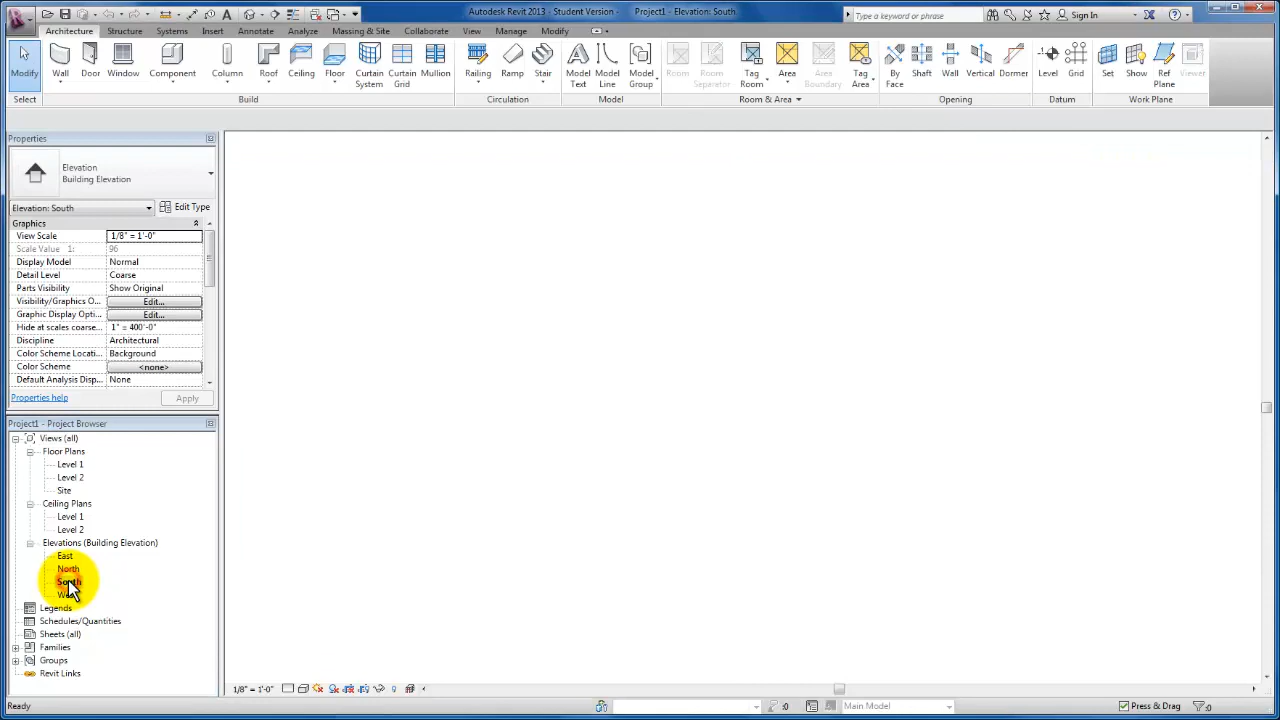 Autodesk Revit 2013 - Student Version - Project1 - Elevation: South
Type a keyword or phrase
Sign In
Architecture Structure Systems Insert Annotate Analyze Massing & Site Collaborate View Manage Modify
Modify Wall Door Window Component Column Roof Ceiling Floor Curtain System Curtain Grid Mullion Railing Ramp Stair Model Text Model Line Model Group Room Room Separator Tag Room Area Area Boundary Tag Area By Face Shaft Wall Vertical Dormer Level Grid Set Show Ref Plane Viewer
Select Build Circulation Model Room & Area Opening Datum Work Plane
Properties
Elevation
Building Elevation
Elevation: South Edit Type
Graphics
View Scale 1/8" = 1'-0"
Scale Value 1: 96
Display Model Normal
Detail Level Coarse
Parts Visibility Show Original
Visibility/Graphics O... Edit...
Graphic Display Opti... Edit...
Hide at scales coarse... 1" = 400'-0"
Discipline Architectural
Color Scheme Locati... Background
Color Scheme <none>
Default Analysis Disp... None
Properties help Apply
Project1 - Project Browser
Views (all)
Floor Plans
Level 1
Level 2
Site
Ceiling Plans
Level 1
Level 2
Elevations (Building Elevation)
East
North
South
Legends
Schedules/Quantities
Sheets (all)
Families
Groups
Revit Links
1/8" = 1'-0"
Ready :0 Main Model Press & Drag :0